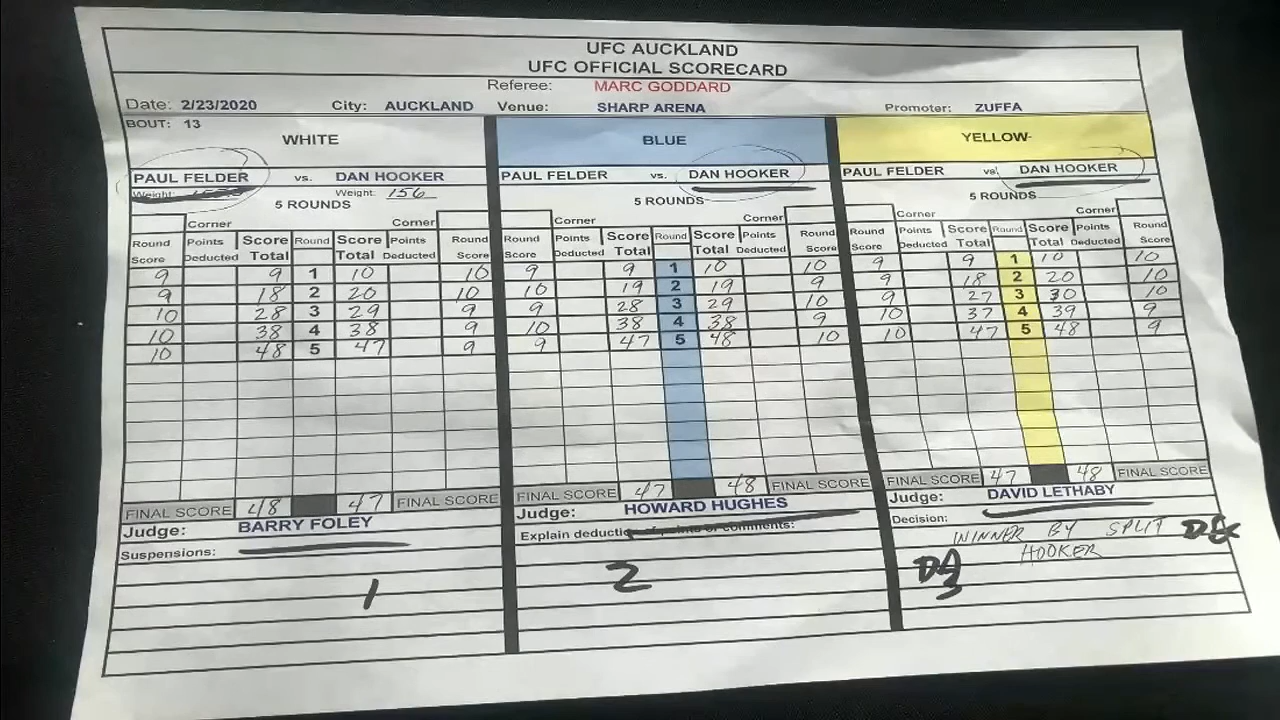 UFC AUCKLAND
UFC OFFICIAL SCORECARD
Referee: MARC GODDARD
Date: 2/23/2020 City: AUCKLAND Venue: SHARP ARENA Promoter: ZUFFA
BOUT: 13
WHITE BLUE YELLOW
PAUL FELDER vs. DAN HOOKER PAUL FELDER vs. DAN HOOKER PAUL FELDER vs. DAN HOOKER
Weight: Weight: 156
5 ROUNDS 5 ROUNDS 5 ROUNDS
Corner Corner Corner Corner Corner Corner
Round Points Score Round Score Points Round Round Points Score Round Score Points Round Round Points Score Round Score Points Round
Score Deducted Total Total Deducted Score Score Deducted Total Total Deducted Score Score Deducted Total Total Deducted Score
9 9 1 10 10 9 9 1 10 10 9 9 1 10 10
9 18 2 20 10 10 19 2 19 9 9 18 2 20 10
10 28 3 29 9 9 28 3 29 10 9 27 3 30 10
10 38 4 38 9 10 38 4 38 9 10 37 4 39 9
10 48 5 47 9 9 47 5 48 10 10 47 5 48 9
FINAL SCORE 48 47 FINAL SCORE FINAL SCORE 47 48 FINAL SCORE FINAL SCORE 47 48 FINAL SCORE
Judge: BARRY FOLEY Judge: HOWARD HUGHES Judge: DAVID LETHABY
Suspensions: Explain deduction of points or comments: Decision:
WINNER BY SPLIT
HOOKER
1 2 3